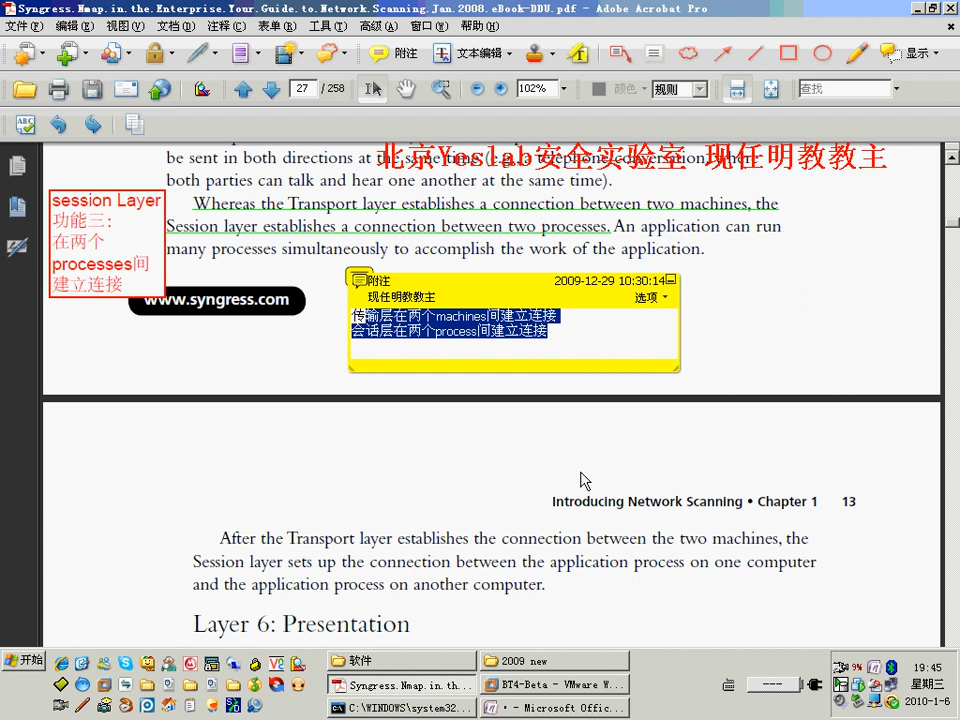 Syngress.Nmap.in.the.Enterprise.Your.Guide.to.Network.Scanning.Jan.2008.eBook-DDU.pdf - Adobe Acrobat Pro
文件(F) 编辑(E) 视图(V) 文档(D) 注释(C) 表单(R) 工具(T) 高级(A) 窗口(W) 帮助(H)
附注 文本编辑 显示
27 / 258 102% 颜色 规则 查找
be sent in both directions at the same time (e.g., a telephone conversation, where
北京Yeslab安全实验室 现任明教教主
both parties can talk and hear one another at the same time).
Whereas the Transport layer establishes a connection between two machines, the
Session layer establishes a connection between two processes. An application can run
many processes simultaneously to accomplish the work of the application.
session Layer
功能三:
在两个
processes间
建立连接
www.syngress.com
附注 2009-12-29 10:30:14
现任明教教主 选项
传输层在两个machines间建立连接
会话层在两个process间建立连接
Introducing Network Scanning • Chapter 1 13
After the Transport layer establishes the connection between the two machines, the
Session layer sets up the connection between the application process on one computer
and the application process on another computer.
Layer 6: Presentation
开始
软件 2009 new
Syngress.Nmap.in.th... BT4-Beta - VMware W...
C:\WINDOWS\system32... • - Microsoft Offic...
9%
19:45
星期三
2010-1-6